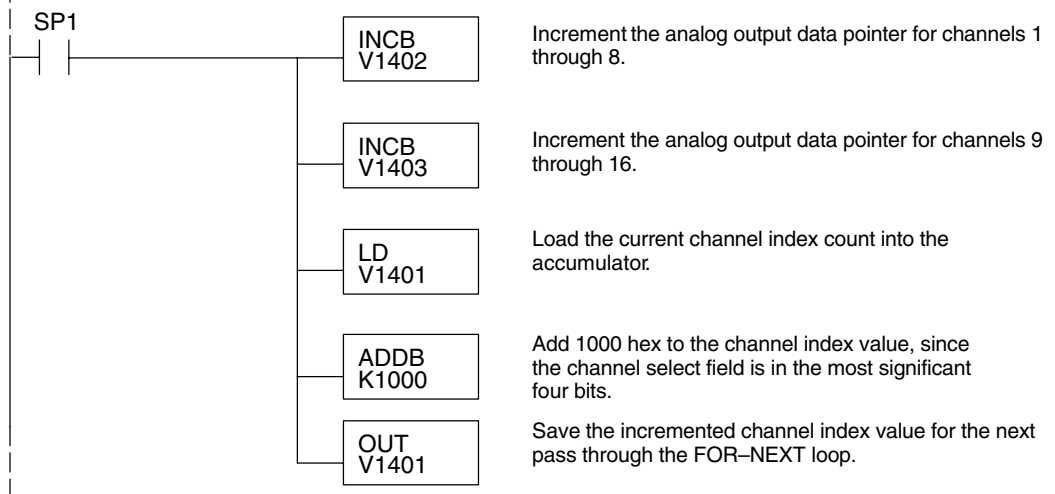 SP1
INCB
V1402
Increment the analog output data pointer for channels 1
through 8.
INCB
V1403
Increment the analog output data pointer for channels 9
through 16.
LD
V1401
Load the current channel index count into the
accumulator.
ADDB
K1000
Add 1000 hex to the channel index value, since
the channel select field is in the most significant
four bits.
OUT
V1401
Save the incremented channel index value for the next
pass through the FOR–NEXT loop.